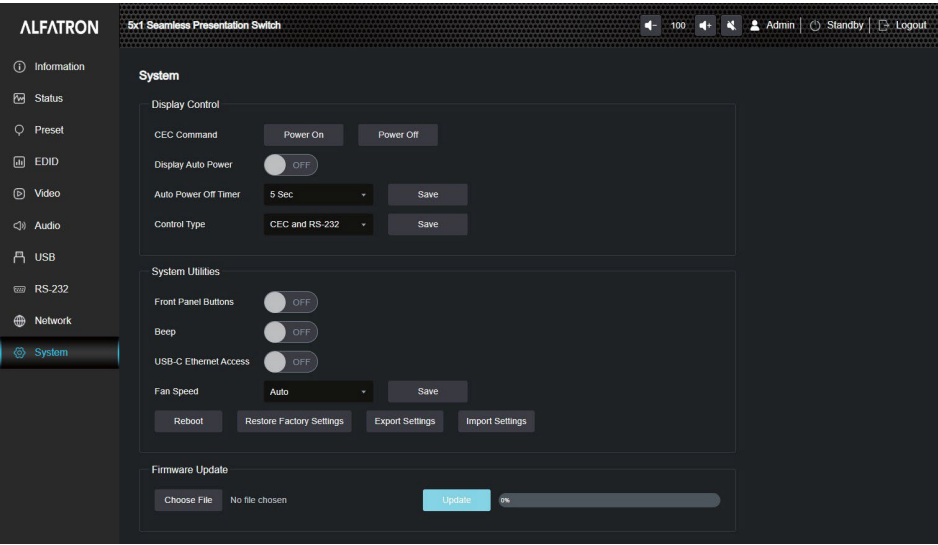 ALFATRON
5x1 Seamless Presentation Switch
100
Admin
Standby
Logout
Information
Status
Preset
EDID
Video
Audio
USB
RS-232
Network
System
System
Display Control
CEC Command
Power On
Power Off
Display Auto Power
OFF
Auto Power Off Timer
5 Sec
Save
Control Type
CEC and RS-232
Save
System Utilities
Front Panel Buttons
OFF
Beep
OFF
USB-C Ethernet Access
OFF
Fan Speed
Auto
Save
Reboot
Restore Factory Settings
Export Settings
Import Settings
Firmware Update
Choose File
No file chosen
Update
0%